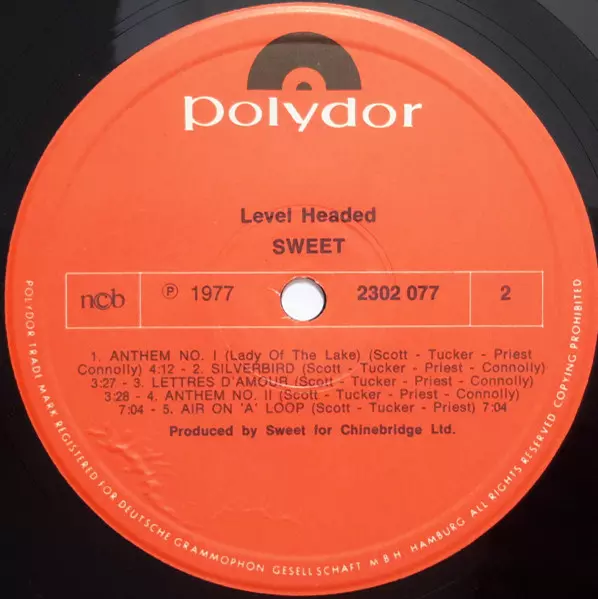 polydor
Level Headed
SWEET
ncb
℗ 1977
2302 077
2
1. ANTHEM NO. I (Lady Of The Lake) (Scott - Tucker - Priest
Connolly) 4:12 - 2. SILVERBIRD (Scott - Tucker - Priest - Connolly)
3:27 - 3. LETTRES D'AMOUR (Scott - Tucker - Priest - Connolly)
3:28 - 4. ANTHEM NO. II (Scott - Tucker - Priest - Connolly)
7:04 - 5. AIR ON 'A' LOOP (Scott - Tucker - Priest) 7:04
Produced by Sweet for Chinebridge Ltd.
POLYDOR TRADE MARK REGISTERED FOR DEUTSCHE GRAMMOPHON GESELLSCHAFT MBH HAMBURG ALL RIGHTS RESERVED COPYING PROHIBITED